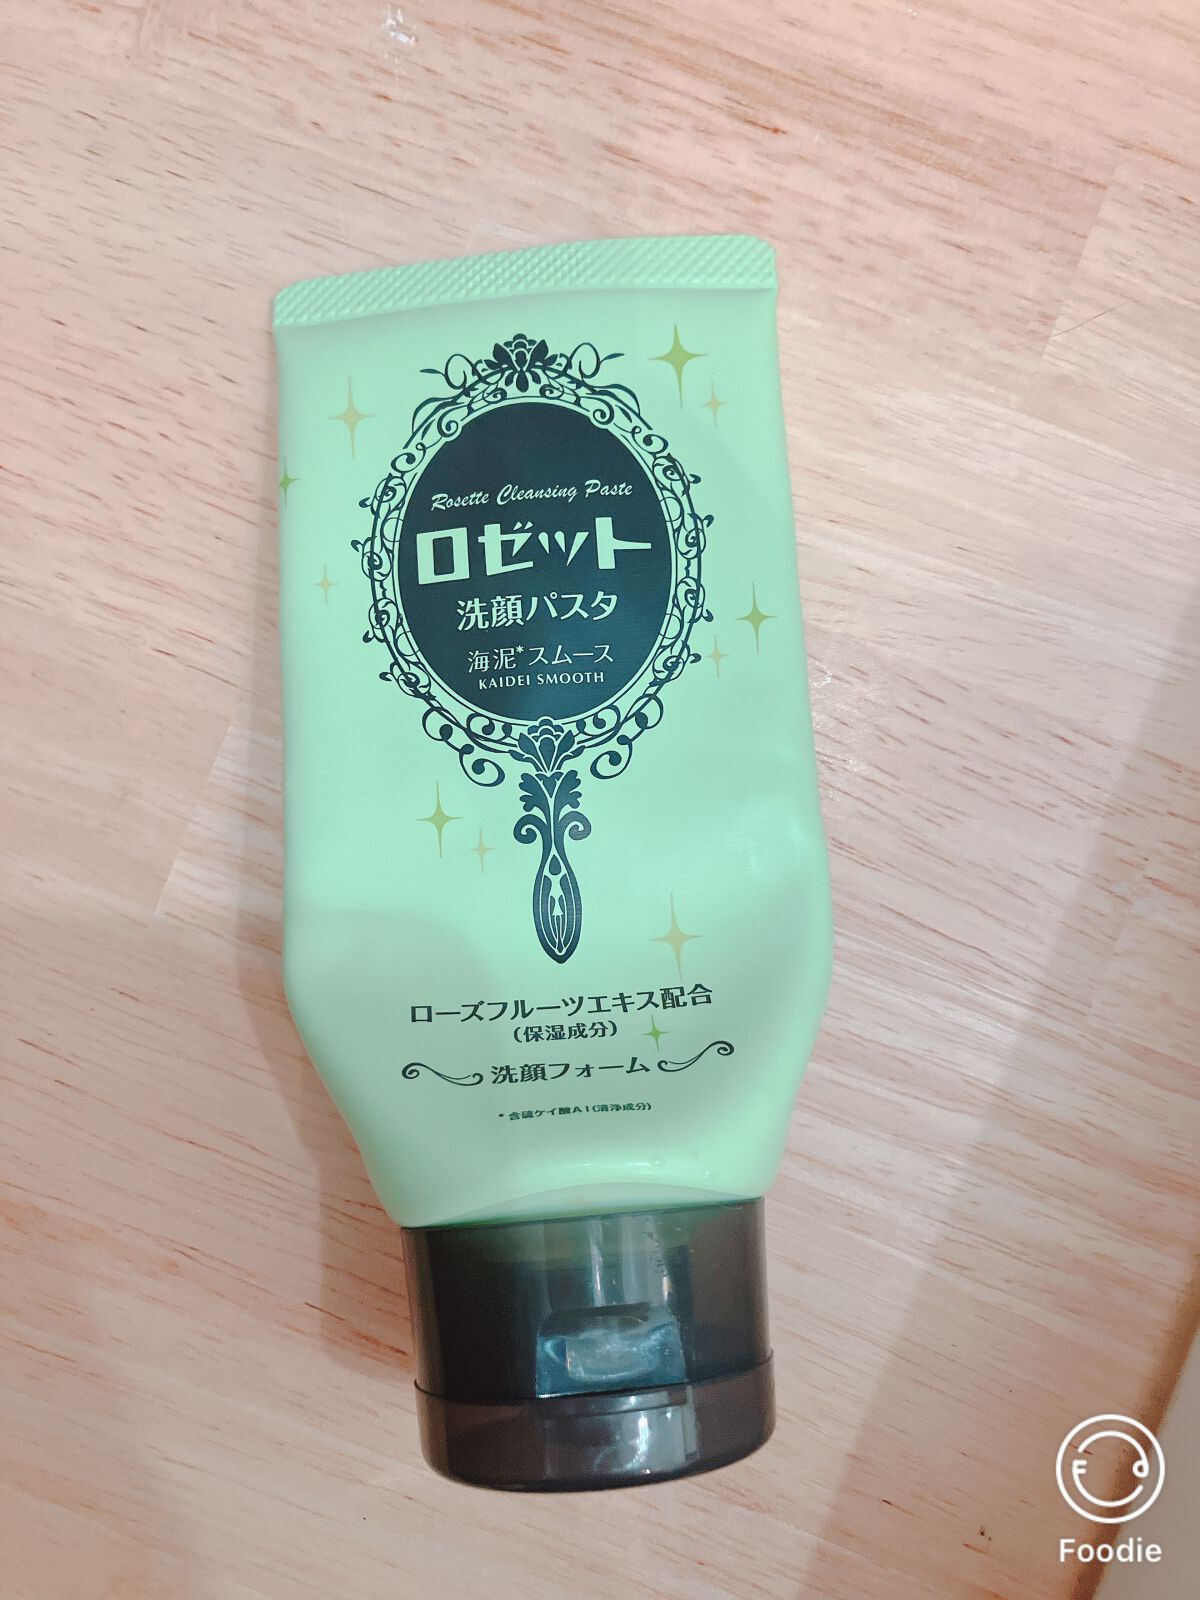 Rosette Cleansing Paste
ロゼット
洗顔パスタ
海泥*スムース
KAIDEI SMOOTH
ローズフルーツエキス配合
(保湿成分)
洗顔フォーム
*含硫ケイ酸Al(清浄成分)
Foodie